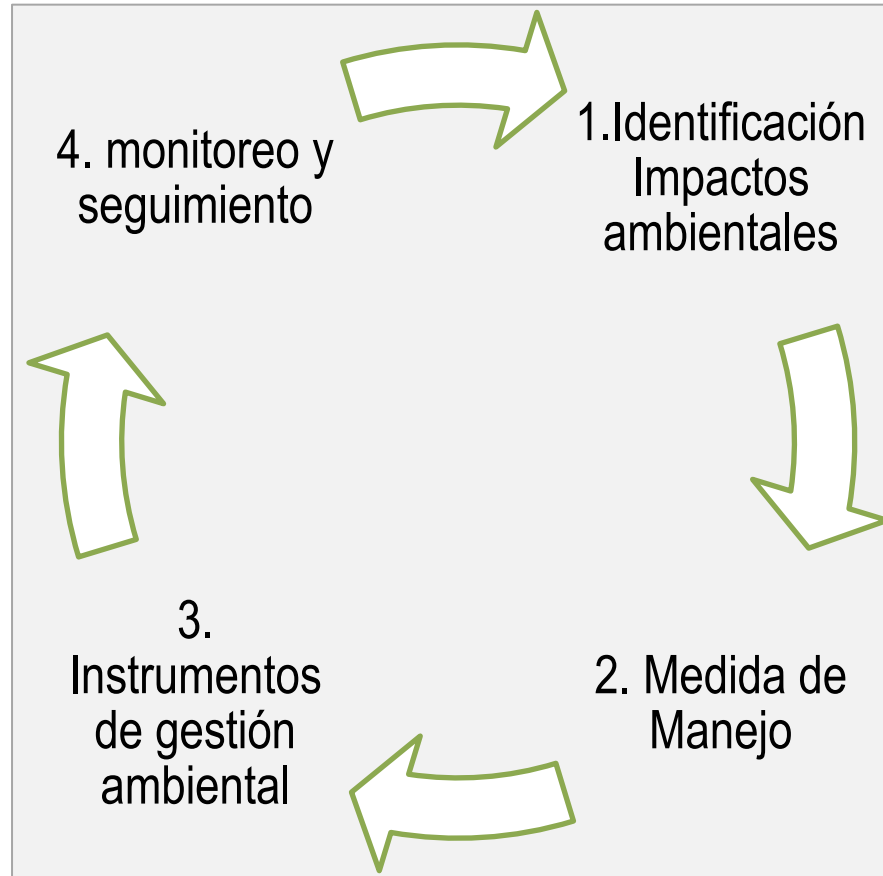 1.Identificación
Impactos
ambientales
2. Medida de
Manejo
3.
Instrumentos
de gestión
ambiental
4. monitoreo y
seguimiento